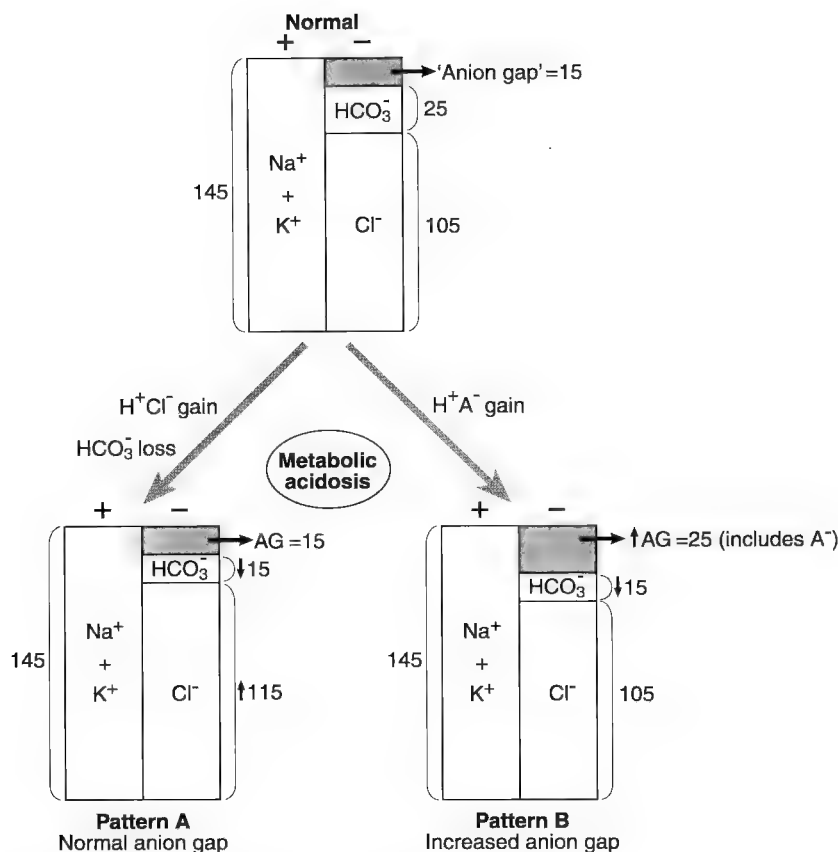 Normal
+ −
'Anion gap' = 15
HCO₃⁻ 25
Na⁺
+
K⁺
145
Cl⁻ 105
H⁺Cl⁻ gain
HCO₃⁻ loss
H⁺A⁻ gain
Metabolic
acidosis
+ −
AG = 15
HCO₃⁻ ↓15
Na⁺
+
K⁺
145
Cl⁻ ↑115
Pattern A
Normal anion gap
+ −
↑AG = 25 (includes A⁻)
HCO₃⁻ ↓15
Na⁺
+
K⁺
145
Cl⁻ 105
Pattern B
Increased anion gap